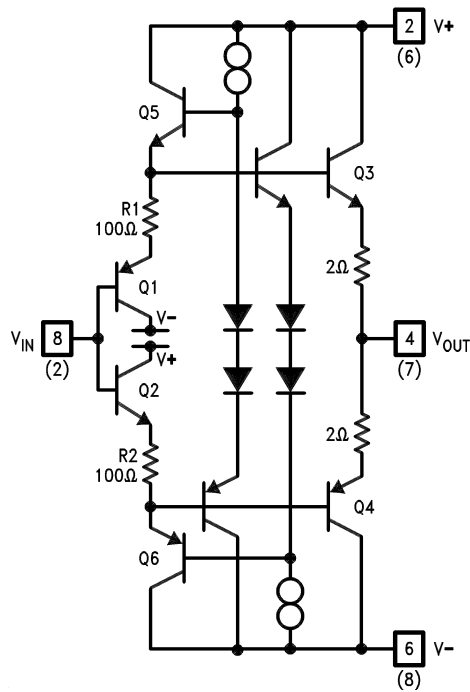 2 V+
(6)
Q5
Q3
R1
100Ω
2Ω
Q1
V-
VIN 8
(2)
4 VOUT
(7)
V+
Q2
R2
100Ω
2Ω
Q4
Q6
6 V-
(8)